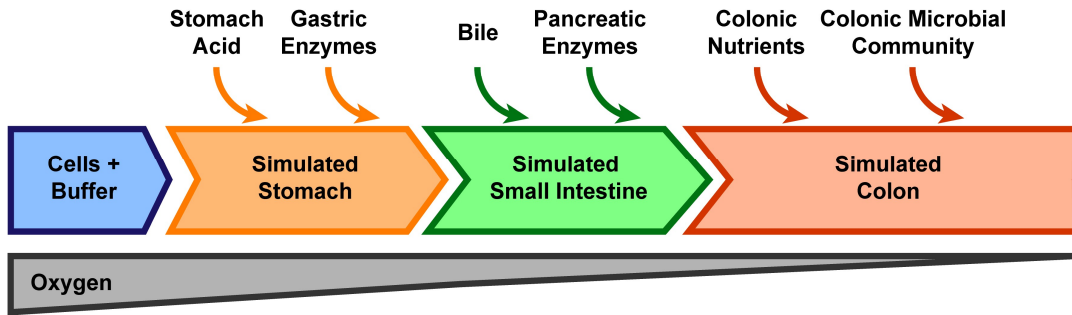 Stomach
Acid
Gastric
Enzymes
Bile
Pancreatic
Enzymes
Colonic
Nutrients
Colonic Microbial
Community
Cells +
Buffer
Simulated
Stomach
Simulated
Small Intestine
Simulated
Colon
Oxygen